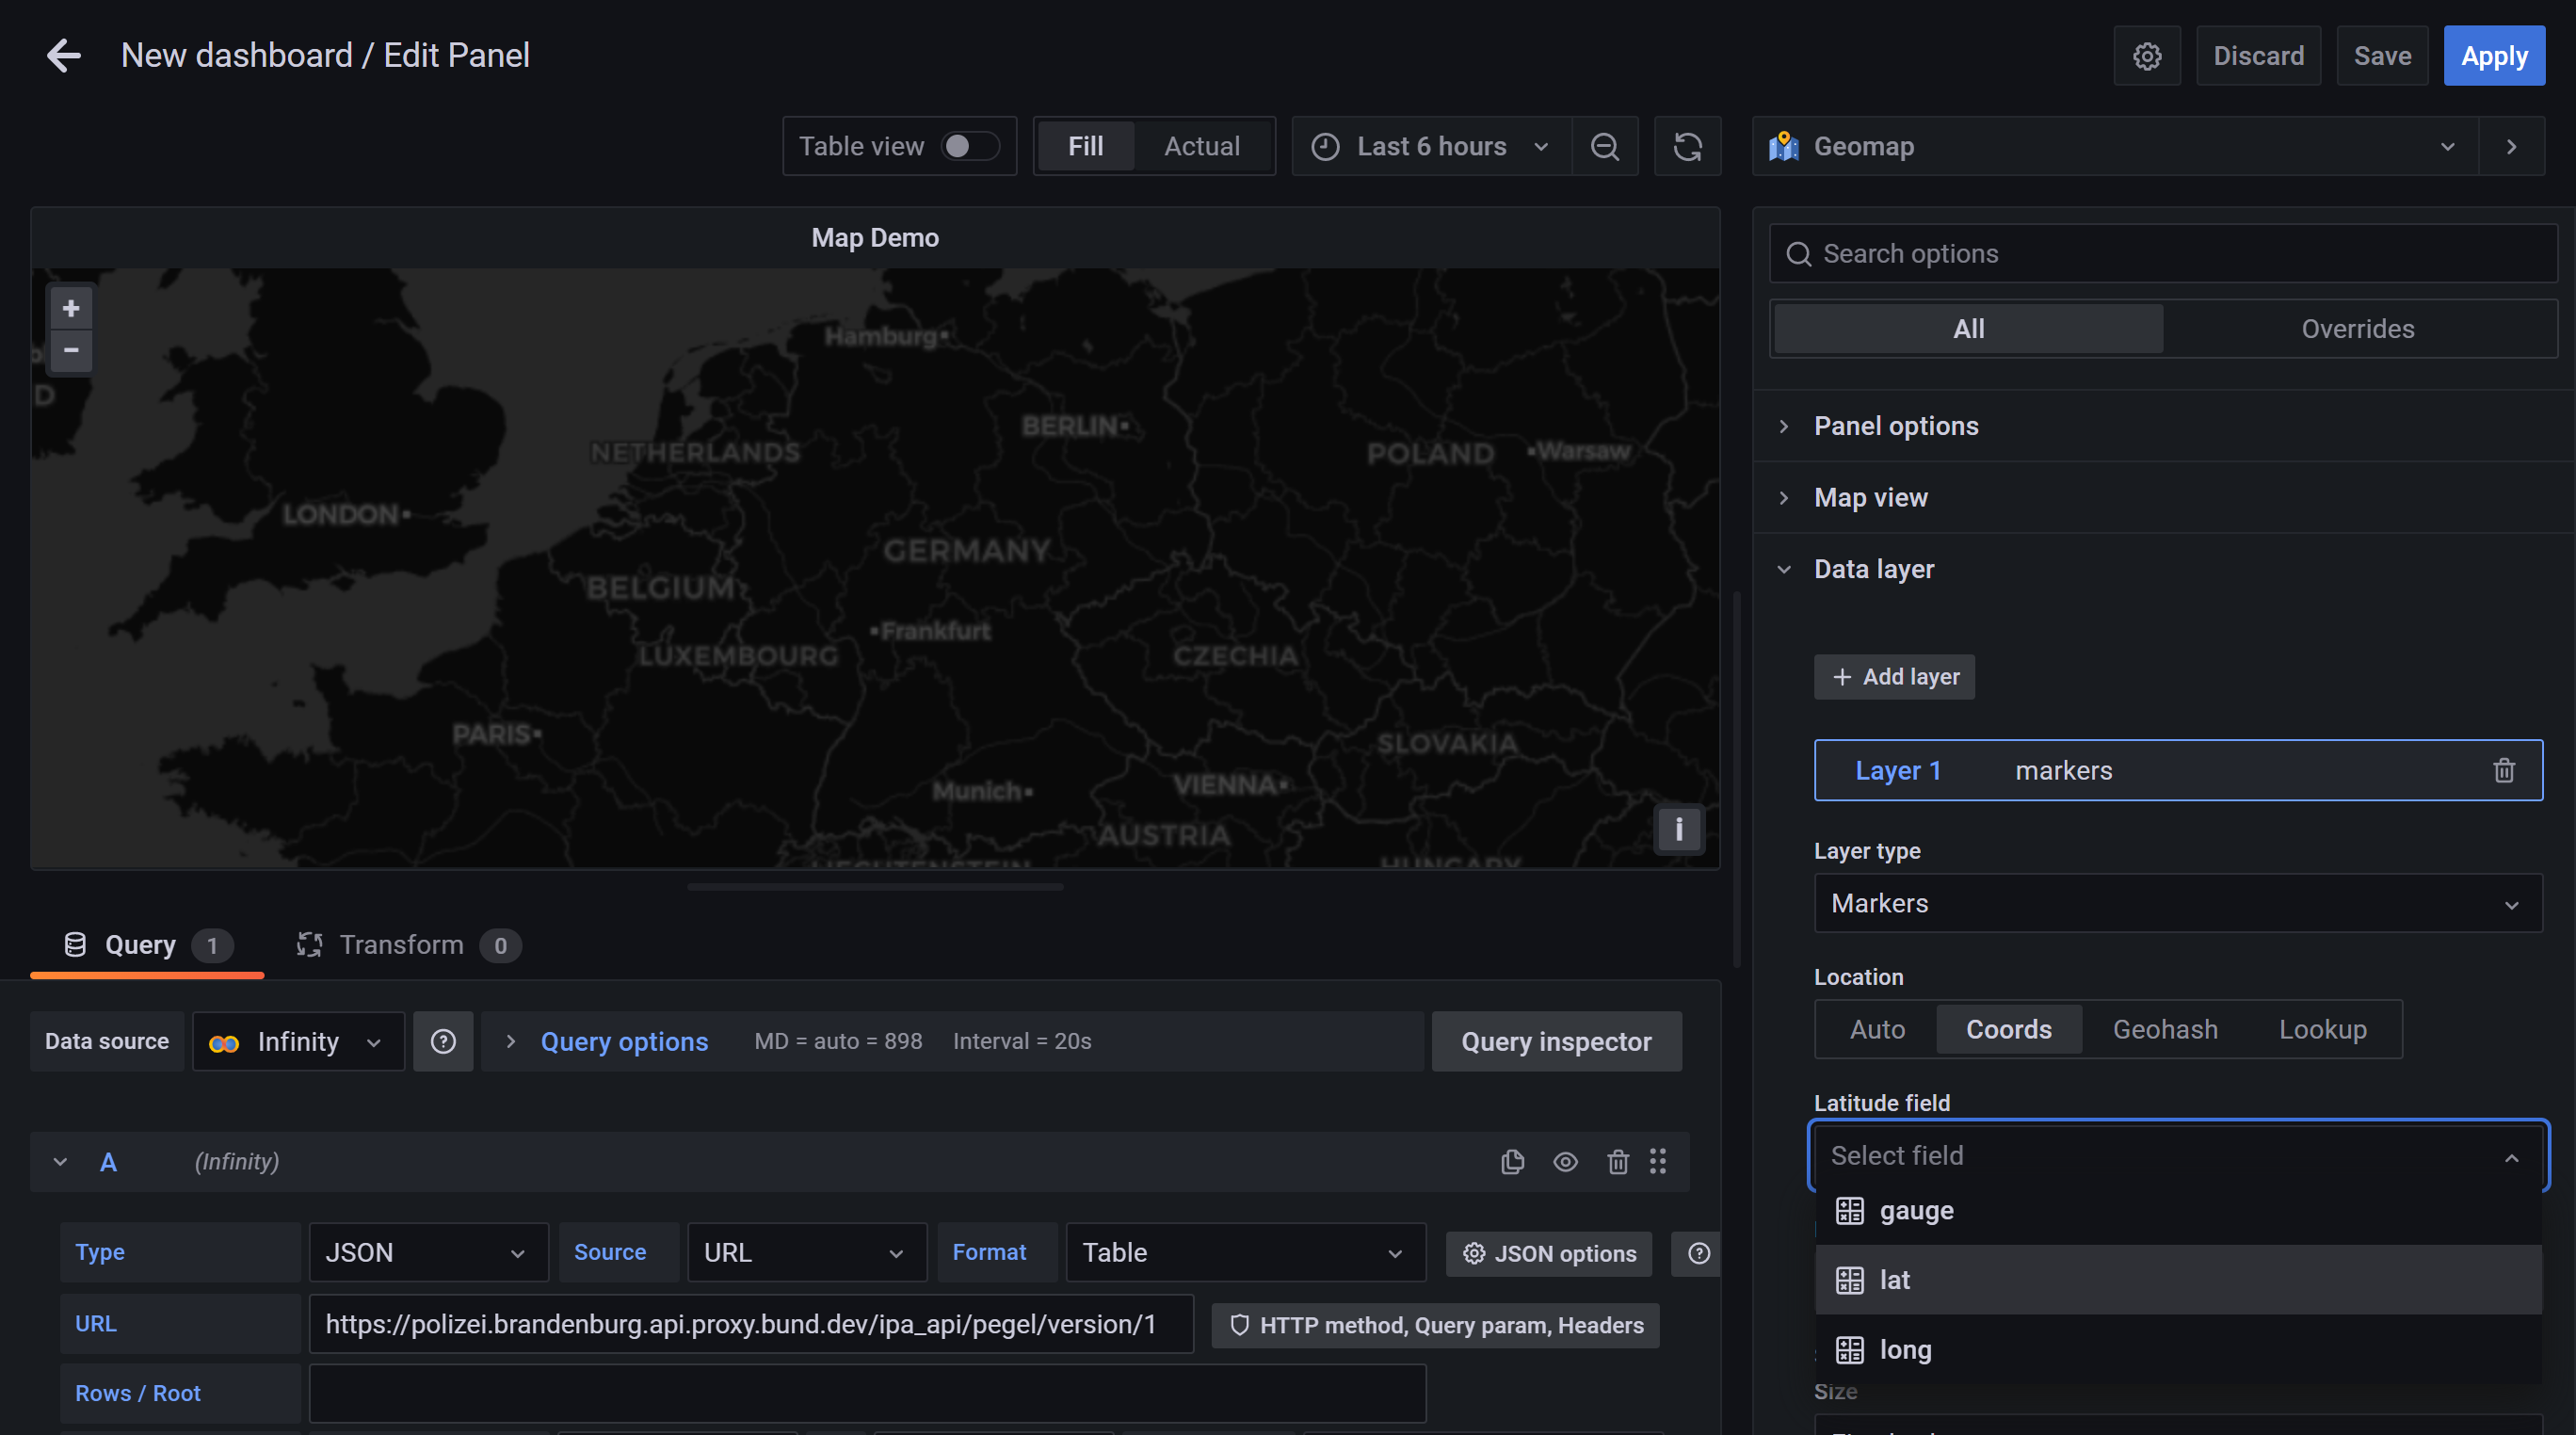 New dashboard / Edit Panel
Discard
Save
Apply
Table view
Fill
Actual
Last 6 hours
Geomap
Map Demo
+
−
D
Hamburg
NETHERLANDS
BERLIN
POLAND
Warsaw
LONDON
GERMANY
BELGIUM
Frankfurt
LUXEMBOURG
CZECHIA
PARIS
SLOVAKIA
Munich
VIENNA
AUSTRIA
LIECHTENSTEIN
HUNGARY
i
Query 1
Transform 0
Data source
Infinity
Query options
MD = auto = 898
Interval = 20s
Query inspector
A
(Infinity)
Type
JSON
Source
URL
Format
Table
JSON options
URL
https://polizei.brandenburg.api.proxy.bund.dev/ipa_api/pegel/version/1
HTTP method, Query param, Headers
Rows / Root
Search options
All
Overrides
Panel options
Map view
Data layer
+ Add layer
Layer 1
markers
Layer type
Markers
Location
Auto
Coords
Geohash
Lookup
Latitude field
Select field
gauge
lat
long
Size